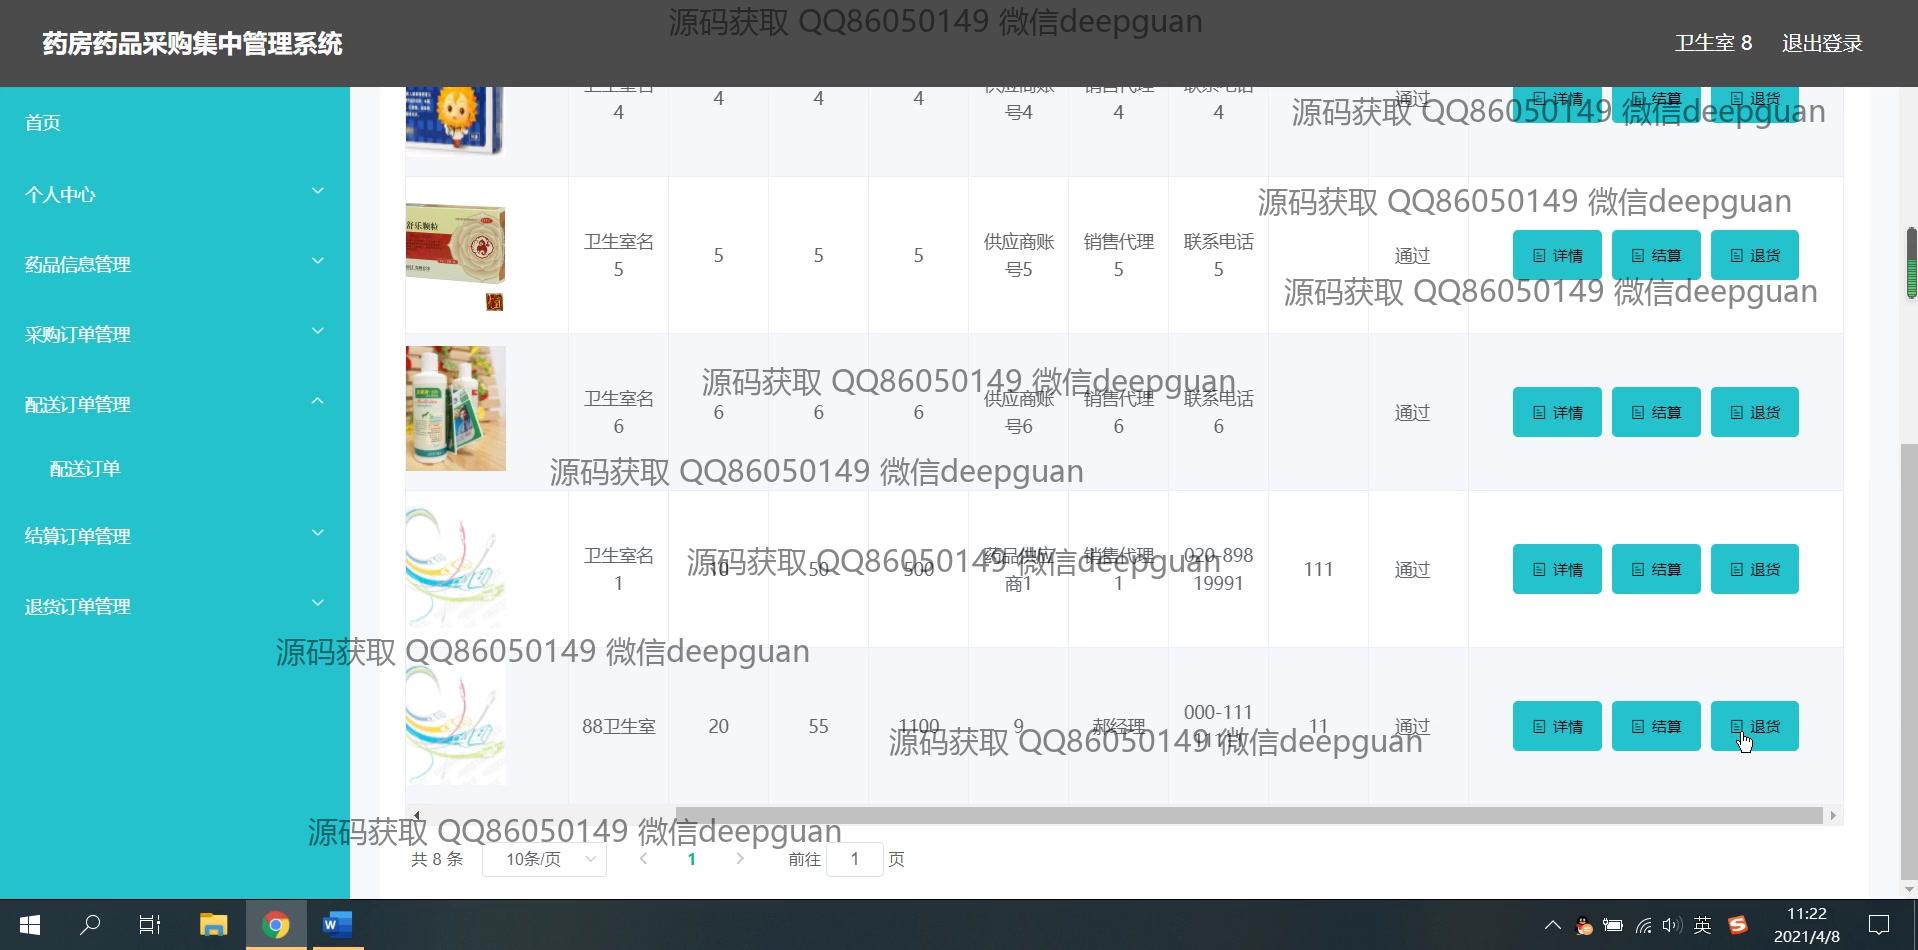 源码获取 QQ86050149 微信deepguan
药房药品采购集中管理系统
卫生室 8
退出登录
首页
个人中心
药品信息管理
采购订单管理
配送订单管理
配送订单
结算订单管理
退货订单管理
卫生室名
4
4
4
4
供应商账
号4
销售代理
4
联系电话
4
通过
详情
结算
退货
源码获取 QQ86050149 微信deepguan
源码获取 QQ86050149 微信deepguan
舒乐颗粒
卫生室名
5
5
5
5
供应商账
号5
销售代理
5
联系电话
5
通过
详情
结算
退货
源码获取 QQ86050149 微信deepguan
源码获取 QQ86050149 微信deepguan
卫生室名
6
6
6
6
供应商账
号6
销售代理
6
联系电话
6
通过
详情
结算
退货
源码获取 QQ86050149 微信deepguan
源码获取 QQ86050149 微信deepguan
卫生室名
1
10
50
500
药品供应
商1
销售代理
1
020-898
19991
111
通过
详情
结算
退货
源码获取 QQ86050149 微信deepguan
88卫生室
20
55
1100
9
郝经理
000-111
11
通过
详情
结算
退货
源码获取 QQ86050149 微信deepguan
源码获取 QQ86050149 微信deepguan
共 8 条
10条/页
1
前往
1
页
英
11:22
2021/4/8